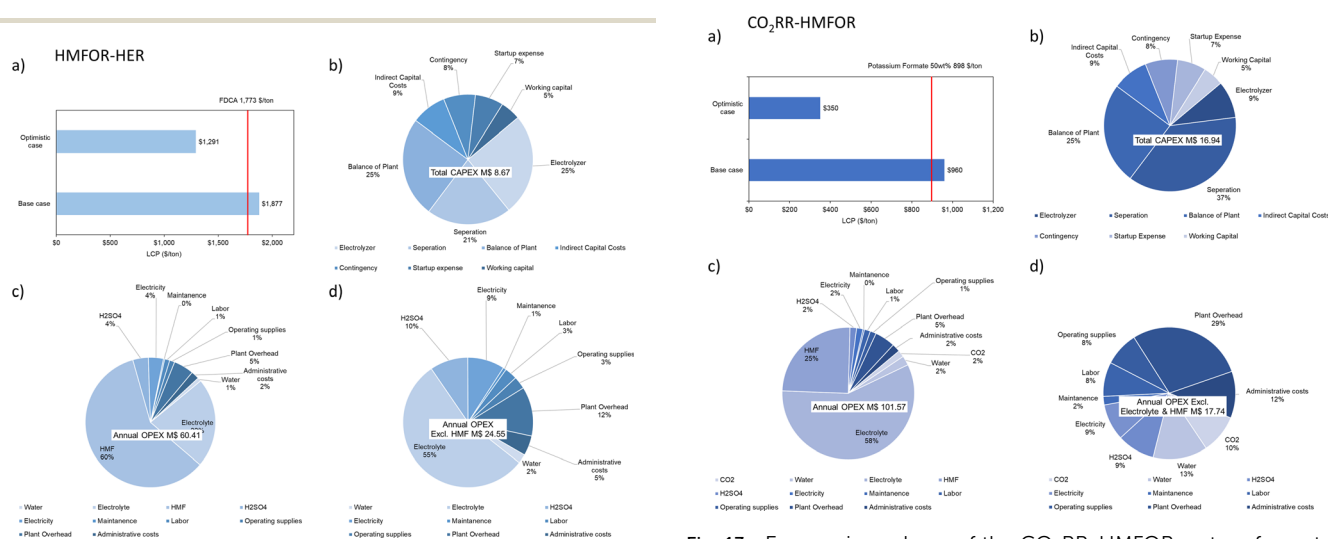 HMFOR-HER
a)
FDCA 1,773 $/ton
Optimistic
case
$1,291
Base case
$1,877
$0
$500
$1,000
$1,500
$2,000
LCP ($/ton)
b)
Startup expense
7%
Contingency
8%
Indirect Capital
Costs
9%
Working capital
5%
Balance of Plant
25%
Electrolyzer
25%
Total CAPEX M$ 8.67
Seperation
21%
Electrolyzer
Seperation
Balance of Plant
Indirect Capital Costs
Contingency
Startup expense
Working capital
c)
Electricity
4%
Maintanence
0%
H2SO4
4%
Labor
1%
Operating supplies
1%
Plant Overhead
5%
Administrative
costs
2%
Water
1%
Electrolyte
Annual OPEX M$ 60.41
HMF
60%
Water
Electrolyte
HMF
H2SO4
Electricity
Maintanence
Labor
Operating supplies
Plant Overhead
Administrative costs
d)
Electricity
9%
Maintanence
1%
H2SO4
10%
Labor
3%
Operating supplies
3%
Plant Overhead
12%
Annual OPEX
Excl. HMF M$ 24.55
Electrolyte
55%
Administrative
costs
5%
Water
2%
Water
Electrolyte
H2SO4
Electricity
Maintanence
Labor
Operating supplies
Plant Overhead
Administrative costs
CO2RR-HMFOR
a)
Potassium Formate 50wt% 898 $/ton
Optimistic
case
$350
Base case
$960
$0
$200
$400
$600
$800
$1,000
$1,200
LCP ($/ton)
b)
Contingency
8%
Startup Expense
7%
Indirect Capital
Costs
9%
Working Capital
5%
Electrolyzer
9%
Balance of Plant
25%
Total CAPEX M$ 16.94
Seperation
37%
Electrolyzer
Seperation
Balance of Plant
Indirect Capital Costs
Contingency
Startup Expense
Working Capital
c)
Maintanence
0%
Electricity
2%
Operating supplies
1%
Labor
1%
H2SO4
2%
Plant Overhead
5%
Administrative costs
2%
CO2
2%
Water
2%
HMF
25%
Annual OPEX M$ 101.57
Electrolyte
58%
CO2
Water
Electrolyte
HMF
H2SO4
Electricity
Maintanence
Labor
Operating supplies
Plant Overhead
Administrative costs
d)
Plant Overhead
29%
Operating supplies
8%
Labor
8%
Administrative costs
12%
Maintanence
2%
Annual OPEX Excl.
Electrolyte & HMF M$ 17.74
Electricity
9%
CO2
10%
H2SO4
9%
Water
13%
CO2
Water
H2SO4
Electricity
Maintanence
Labor
Operating supplies
Plant Overhead
Administrative costs